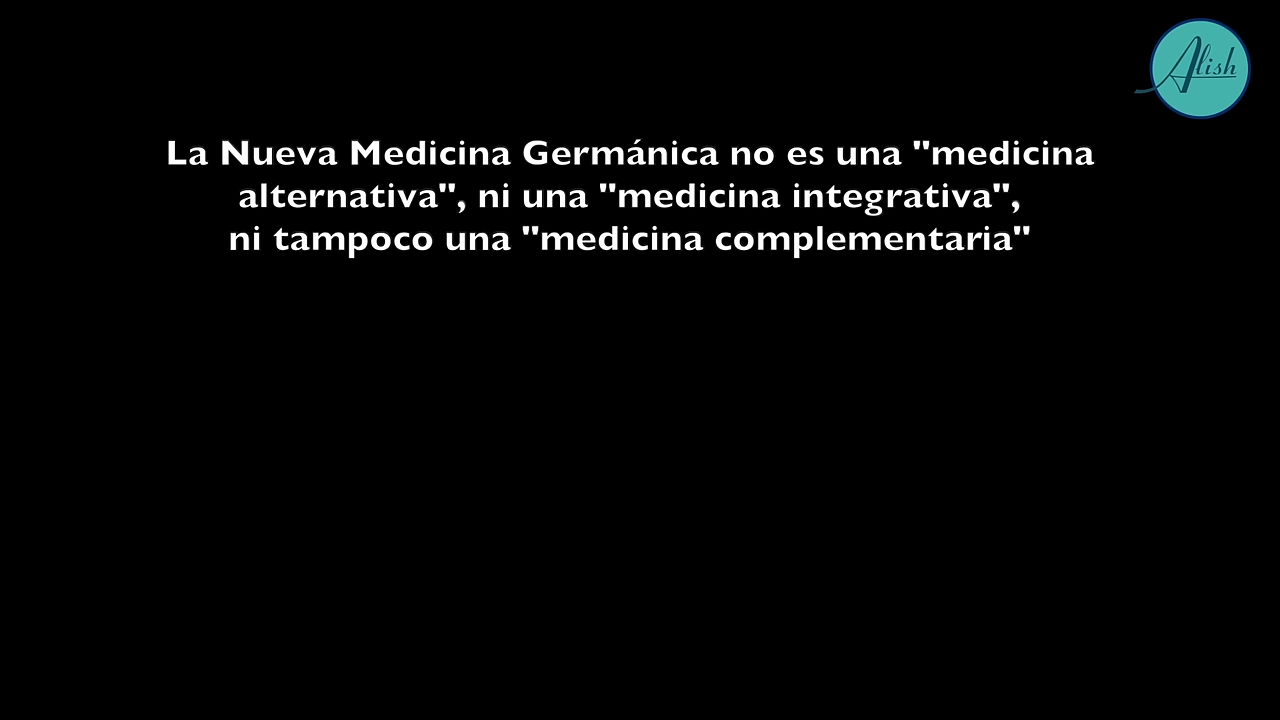 Alish
La Nueva Medicina Germánica no es una "medicina
alternativa", ni una "medicina integrativa",
ni tampoco una "medicina complementaria"